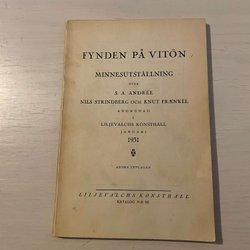 FYNDEN PÅ VITÖN
MINNESUTSTÄLLNING
ÖVER
S. A. ANDRÉE
NILS STRINDBERG OCH KNUT FRÆNKEL
ANORDNAD
I
LILJEVALCHS KONSTHALL
JANUARI
1931
ANDRA UPPLAGAN
LILJEVALCHS KONSTHALL
KATALOG N:R